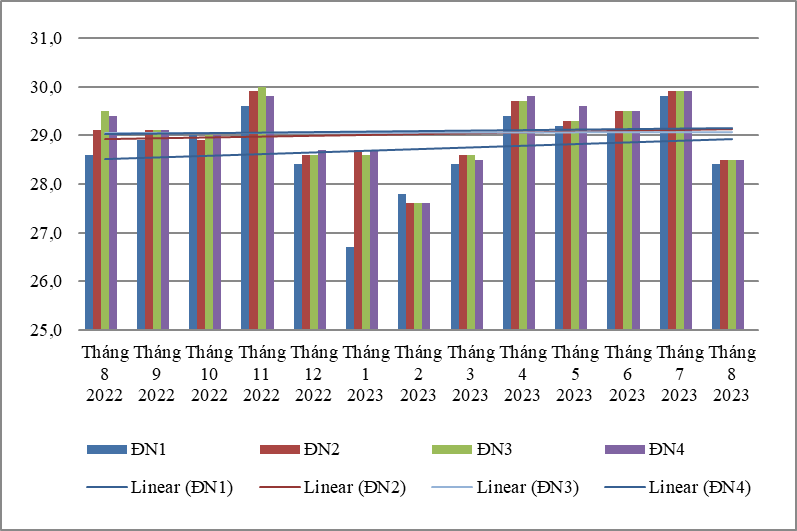 31,0
30,0
29,0
28,0
27,0
26,0
25,0
Tháng Tháng Tháng Tháng Tháng Tháng Tháng Tháng Tháng Tháng Tháng Tháng Tháng
8 9 10 11 12 1 2 3 4 5 6 7 8
2022 2022 2022 2022 2022 2023 2023 2023 2023 2023 2023 2023 2023
ĐN1 ĐN2 ĐN3 ĐN4
Linear (ĐN1) Linear (ĐN2) Linear (ĐN3) Linear (ĐN4)